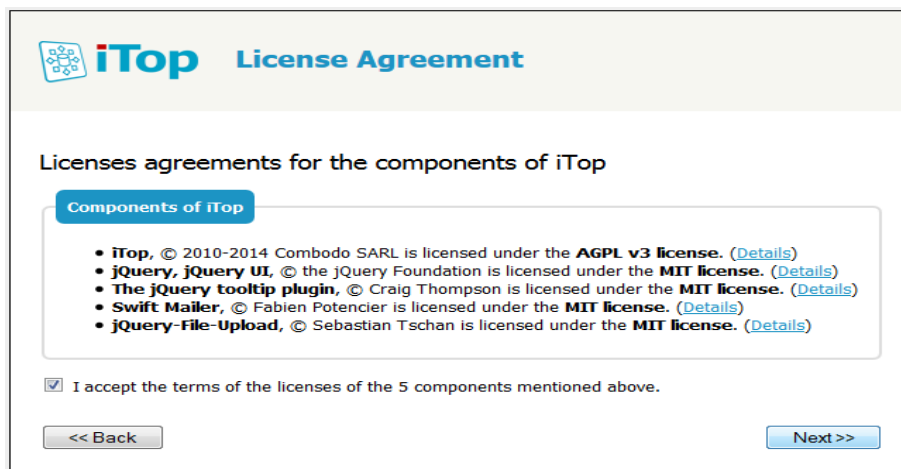 iTop License Agreement
Licenses agreements for the components of iTop
Components of iTop
• iTop, © 2010-2014 Combodo SARL is licensed under the AGPL v3 license. (Details)
• jQuery, jQuery UI, © the jQuery Foundation is licensed under the MIT license. (Details)
• The jQuery tooltip plugin, © Craig Thompson is licensed under the MIT license. (Details)
• Swift Mailer, © Fabien Potencier is licensed under the MIT license. (Details)
• jQuery-File-Upload, © Sebastian Tschan is licensed under the MIT license. (Details)
I accept the terms of the licenses of the 5 components mentioned above.
<< Back Next >>